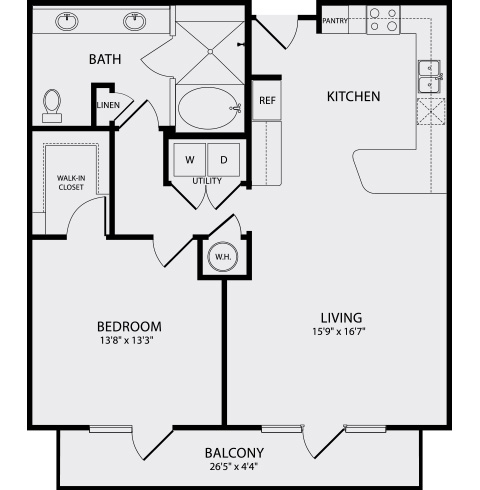 PANTRY
BATH
KITCHEN
LINEN
REF
W D
UTILITY
WALK-IN
CLOSET
W.H.
BEDROOM
13'8" x 13'3"
LIVING
15'9" x 16'7"
BALCONY
26'5" x 4'4"